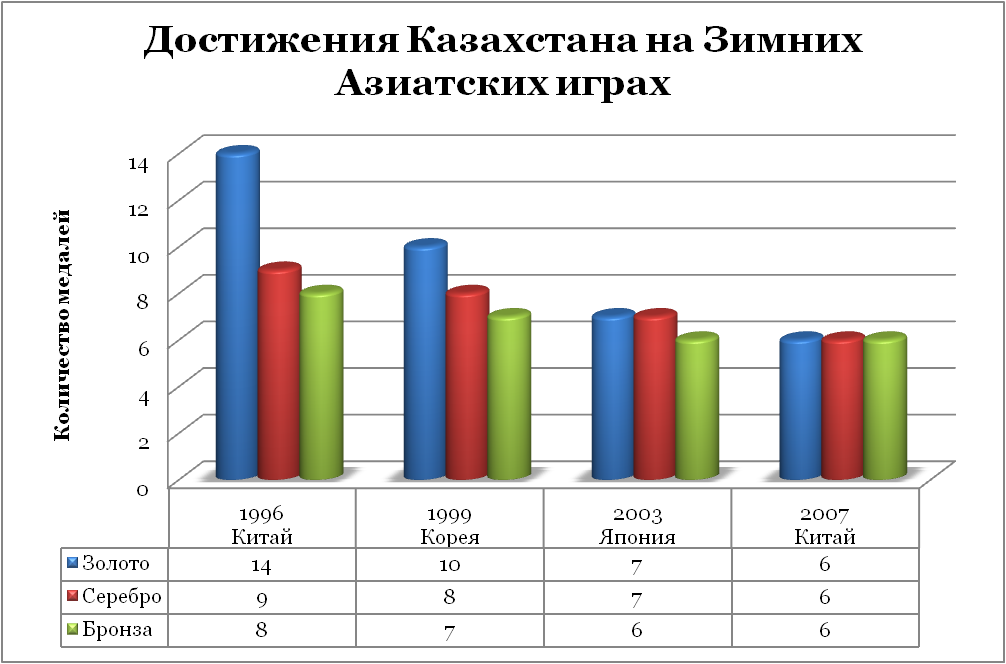 Достижения Казахстана на Зимних
Азиатских играх
Количество медалей
14
12
10
8
6
4
2
0
1996 1999 2003 2007
Китай Корея Япония Китай
Золото 14 10 7 6
Серебро 9 8 7 6
Бронза 8 7 6 6